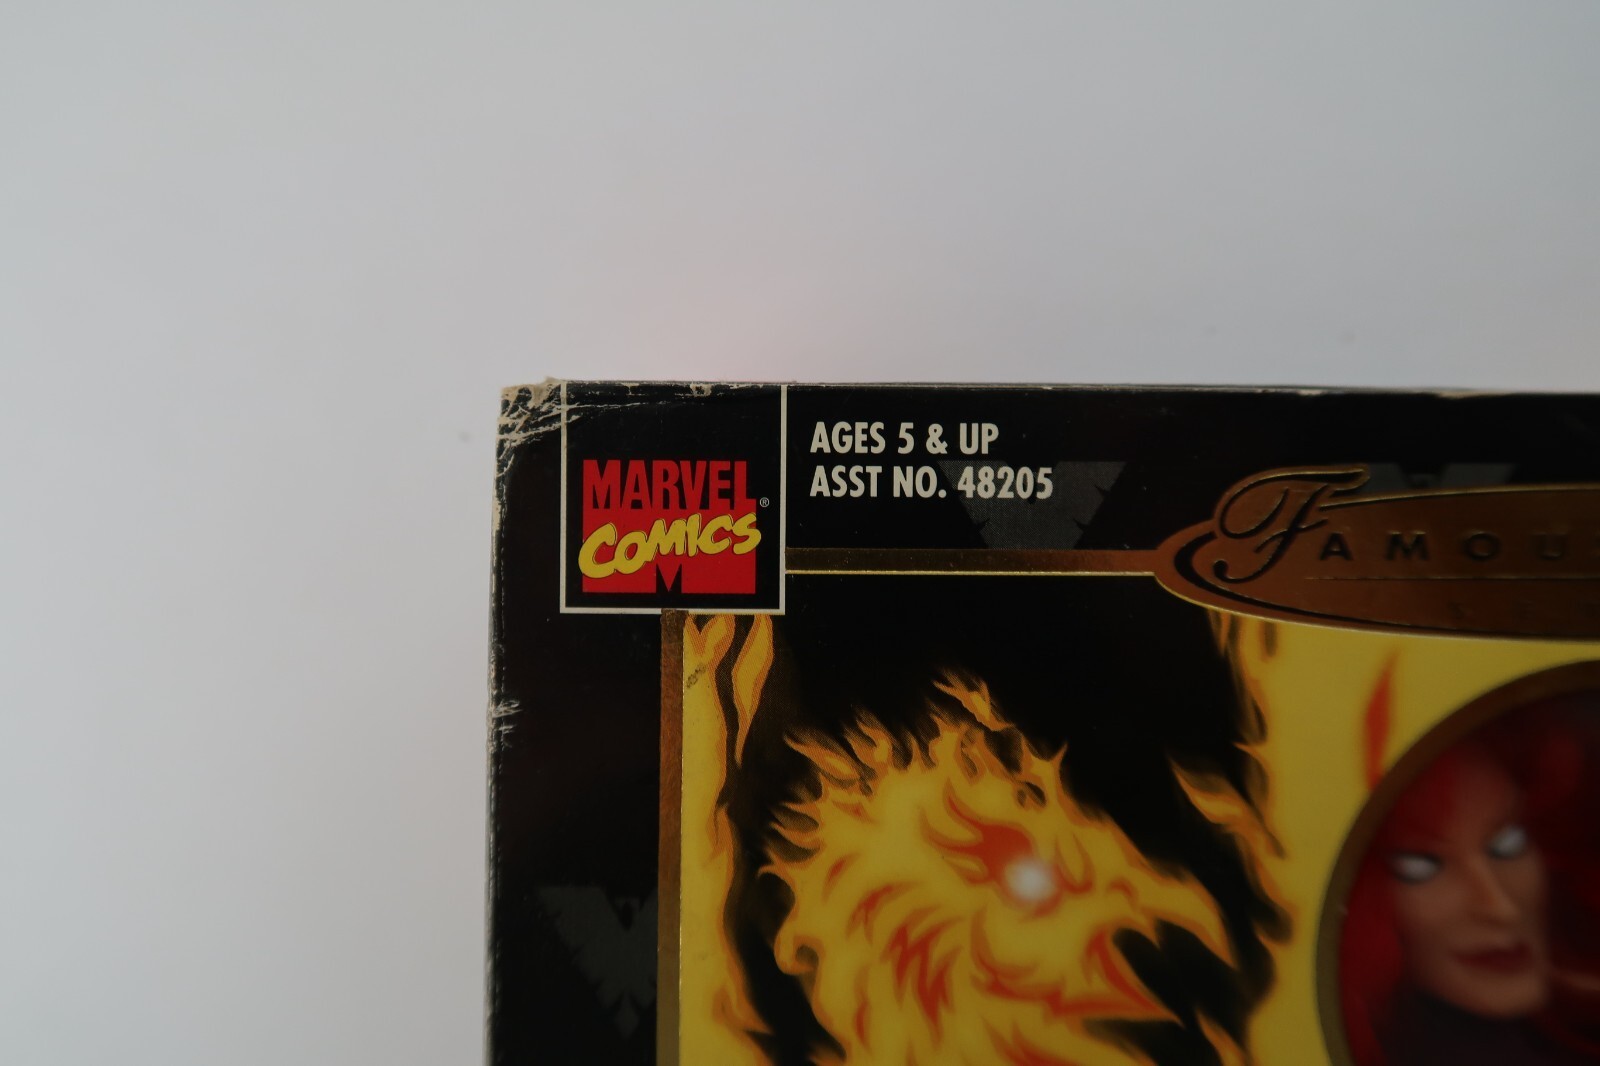 MARVEL®
COMICS
AGES 5 & UP
ASST NO. 48205
FAMOU